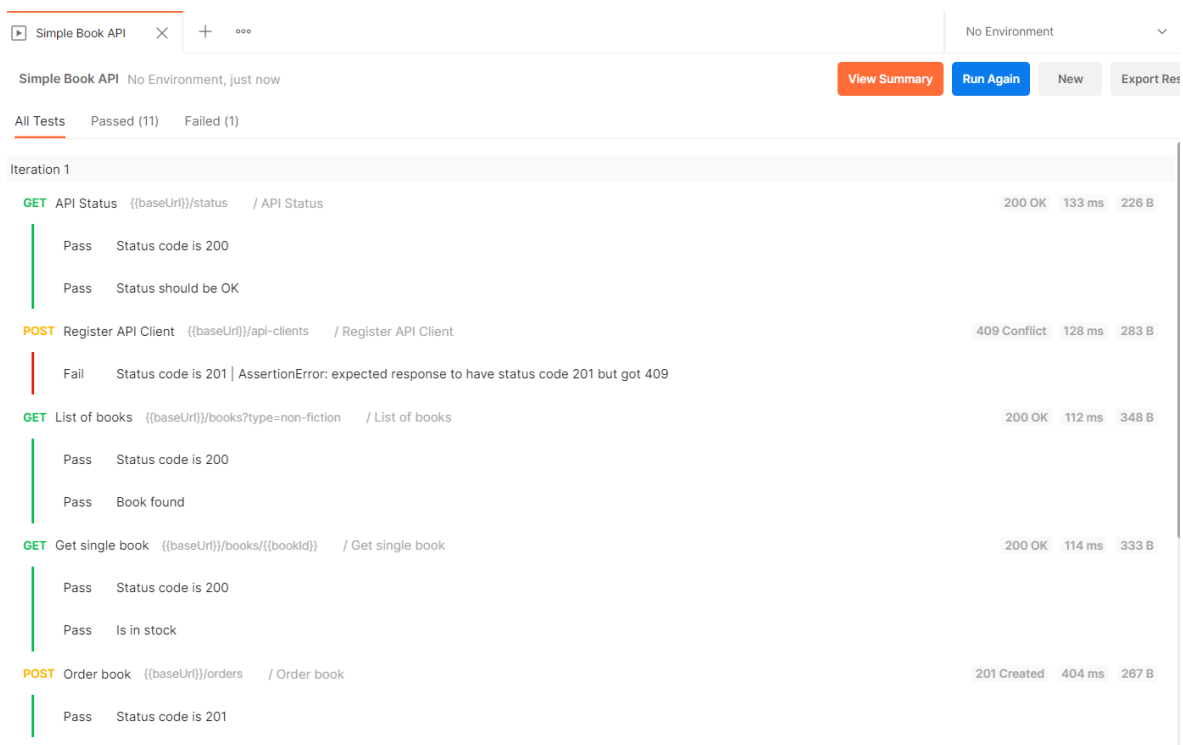 Simple Book API
No Environment
Simple Book API No Environment, just now View Summary Run Again New Export Res
All Tests Passed (11) Failed (1)
Iteration 1
GET API Status {{baseUrl}}/status / API Status 200 OK 133 ms 226 B
Pass Status code is 200
Pass Status should be OK
POST Register API Client {{baseUrl}}/api-clients / Register API Client 409 Conflict 128 ms 283 B
Fail Status code is 201 | AssertionError: expected response to have status code 201 but got 409
GET List of books {{baseUrl}}/books?type=non-fiction / List of books 200 OK 112 ms 348 B
Pass Status code is 200
Pass Book found
GET Get single book {{baseUrl}}/books/{{bookId}} / Get single book 200 OK 114 ms 333 B
Pass Status code is 200
Pass Is in stock
POST Order book {{baseUrl}}/orders / Order book 201 Created 404 ms 267 B
Pass Status code is 201